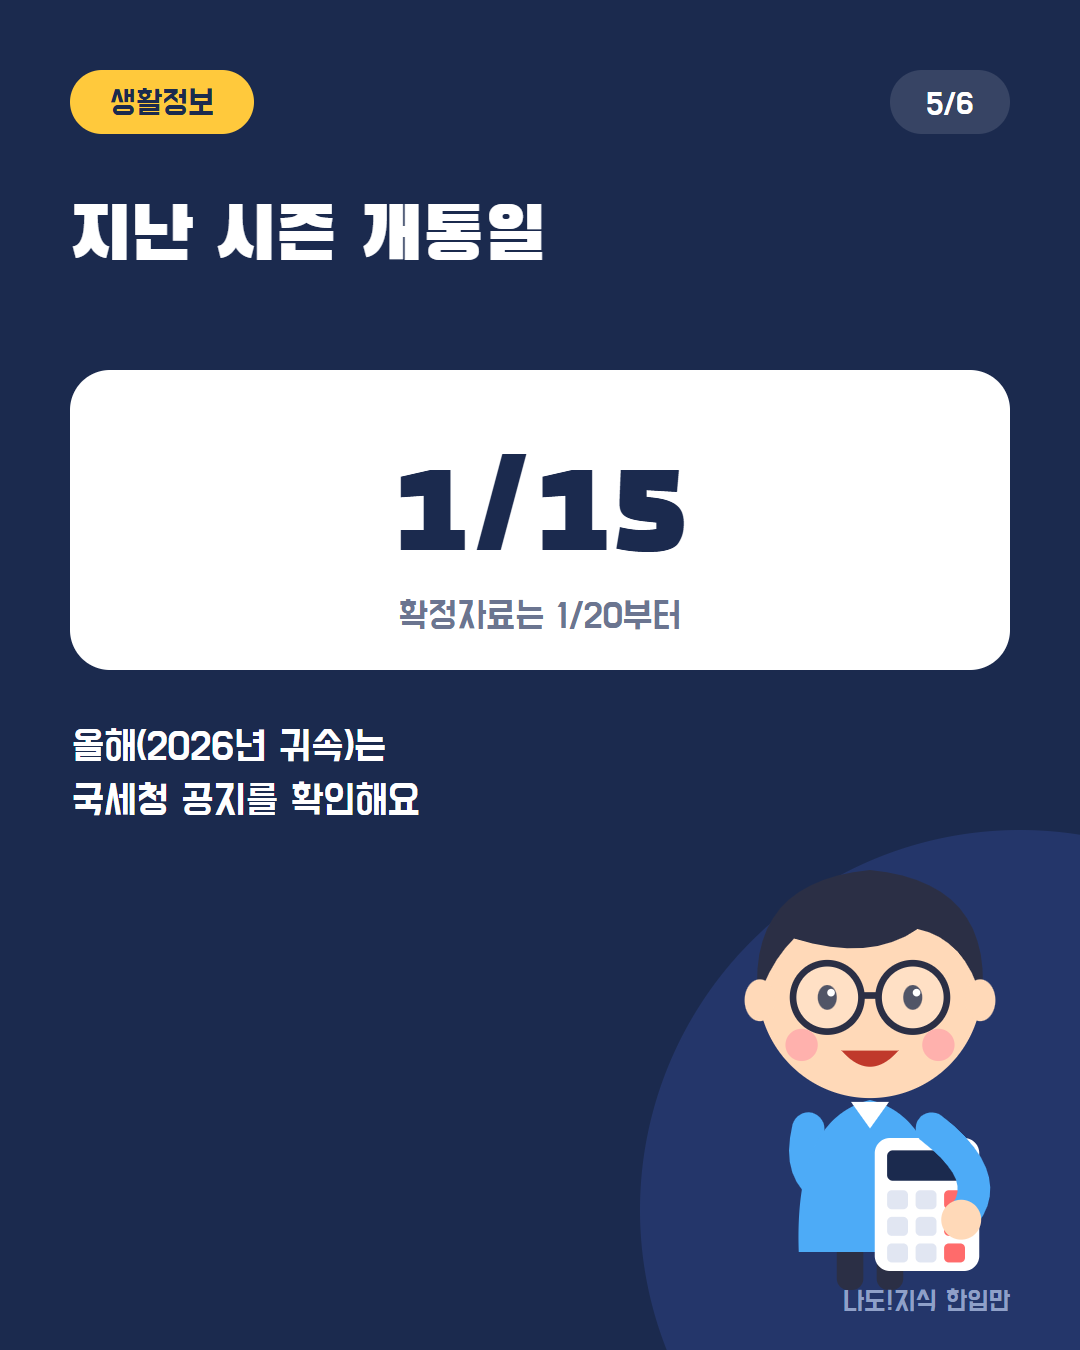 생활정보
5/6
지난 시즌 개통일
1/15
확정자료는 1/20부터
올해(2026년 귀속)는
국세청 공지를 확인해요
나도!지식 한입만